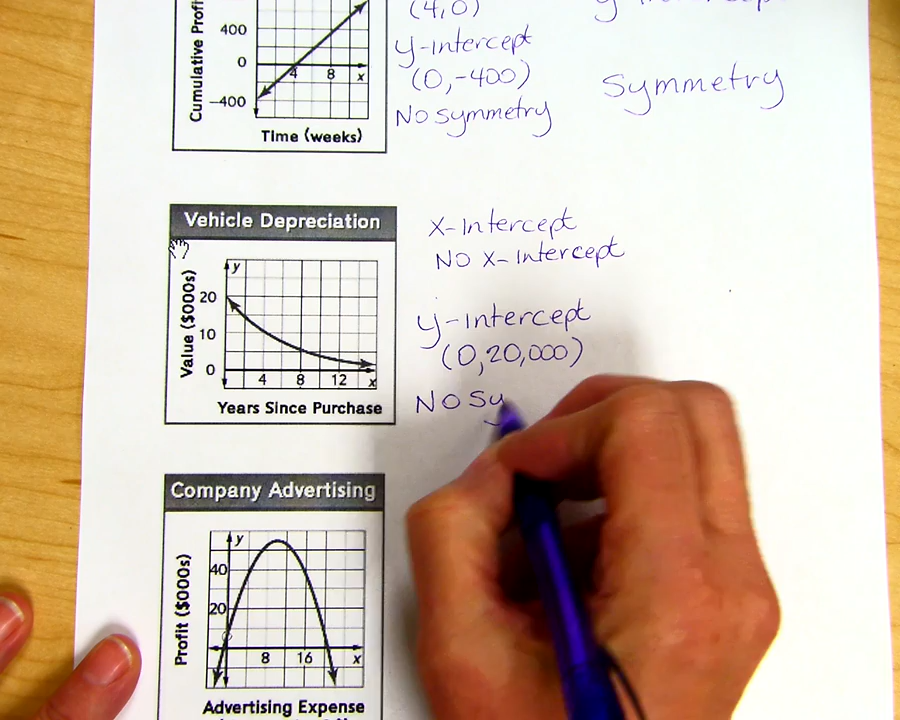 Cumulative Profi
400
0
-400
4 8 x
Time (weeks)
(4,0)
y-intercept
(0,-400)
No symmetry
Symmetry
Vehicle Depreciation
Value ($000s)
y
20
10
0
4 8 12 x
Years Since Purchase
X-Intercept
NO X-Intercept
y-intercept
(0,20,000)
NO Sy
Company Advertising
Profit ($000s)
y
40
20
8 16 x
Advertising Expense